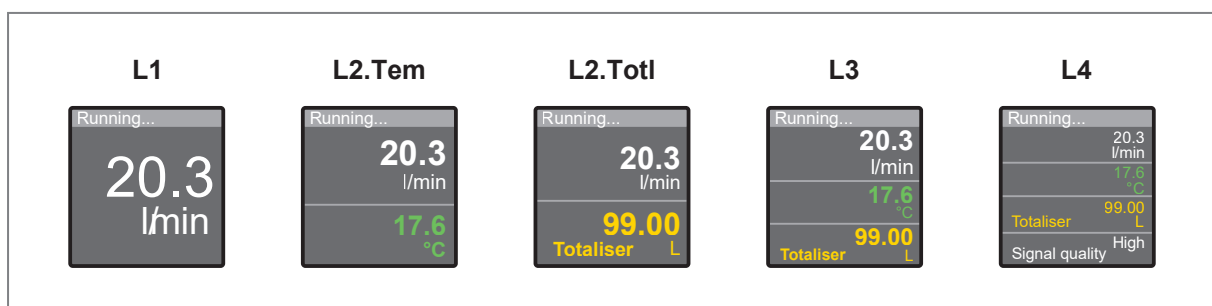 L1
Running...
20.3
l/min
L2.Tem
Running...
20.3
l/min
17.6
°C
L2.Totl
Running...
20.3
l/min
99.00
Totaliser L
L3
Running...
20.3
l/min
17.6
°C
99.00
Totaliser L
L4
Running...
20.3
l/min
17.6
°C
99.00
Totaliser L
High
Signal quality